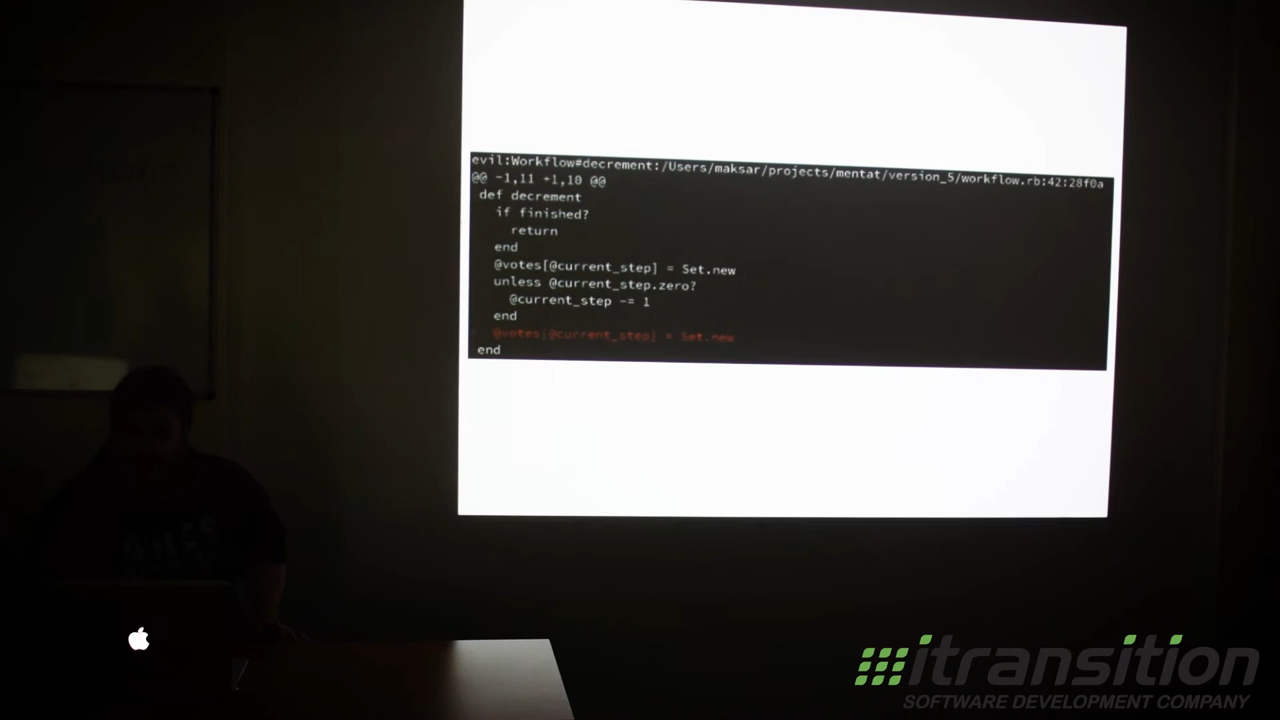 evil:Workflow#decrement:/Users/maksar/projects/mentat/version_5/workflow.rb:42:28f0a
@@ -1,11 +1,10 @@
def decrement
if finished?
return
end
@votes[@current_step] = Set.new
unless @current_step.zero?
@current_step -= 1
end
- @votes[@current_step] = Set.new
end
itransition
SOFTWARE DEVELOPMENT COMPANY